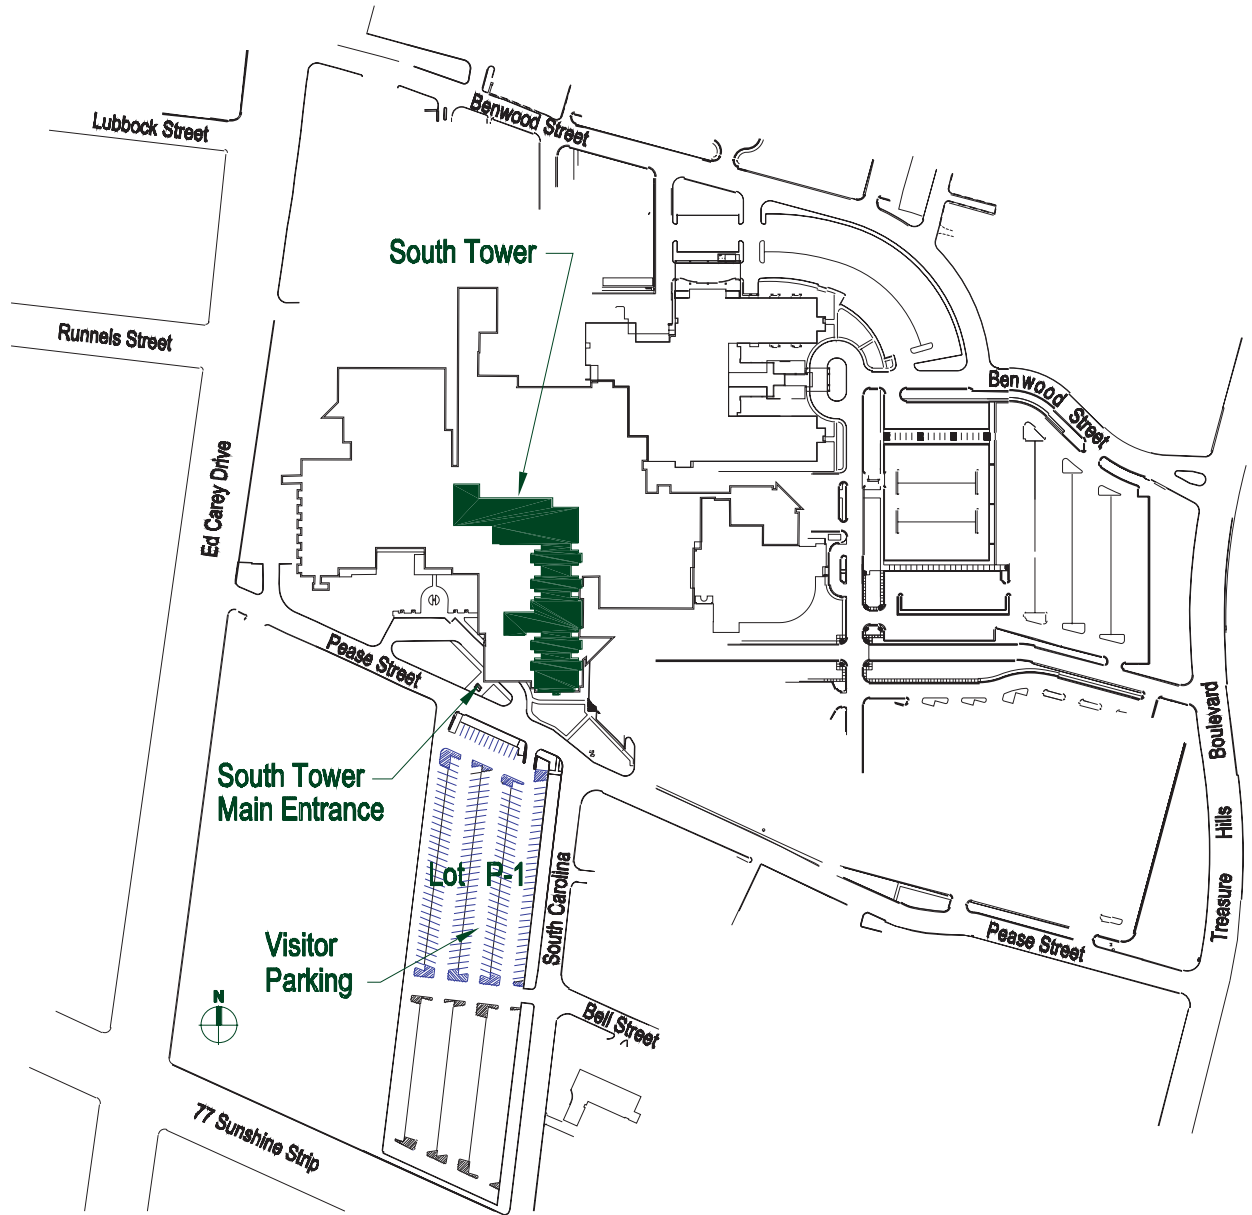 Benwood Street
Lubbock Street
South Tower
Runnels Street
Benwood Street
Ed Carey Drive
Pease Street
South Tower
Main Entrance
Treasure Hills Boulevard
Lot P-1
South Carolina
Visitor
Parking
Pease Street
N
Bell Street
77 Sunshine Strip